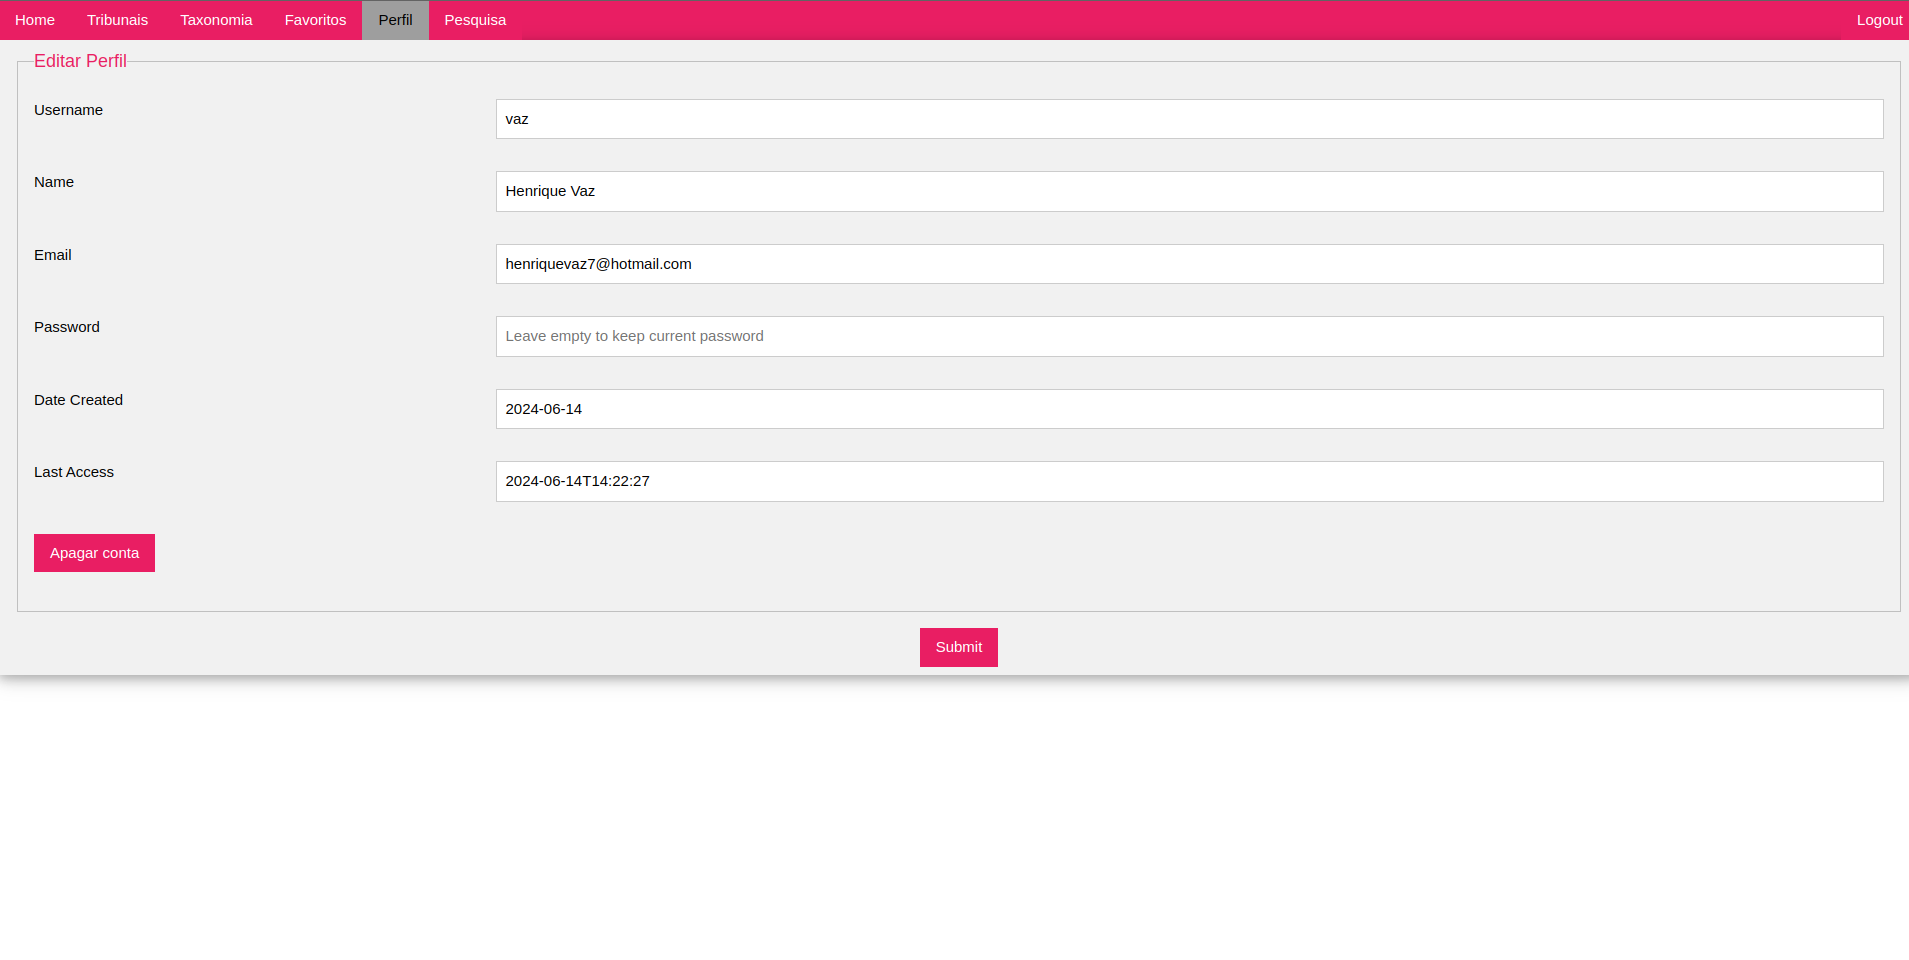 Home Tribunais Taxonomia Favoritos Perfil Pesquisa Logout
Editar Perfil
Username vaz
Name Henrique Vaz
Email henriquevaz7@hotmail.com
Password Leave empty to keep current password
Date Created 2024-06-14
Last Access 2024-06-14T14:22:27
Apagar conta
Submit